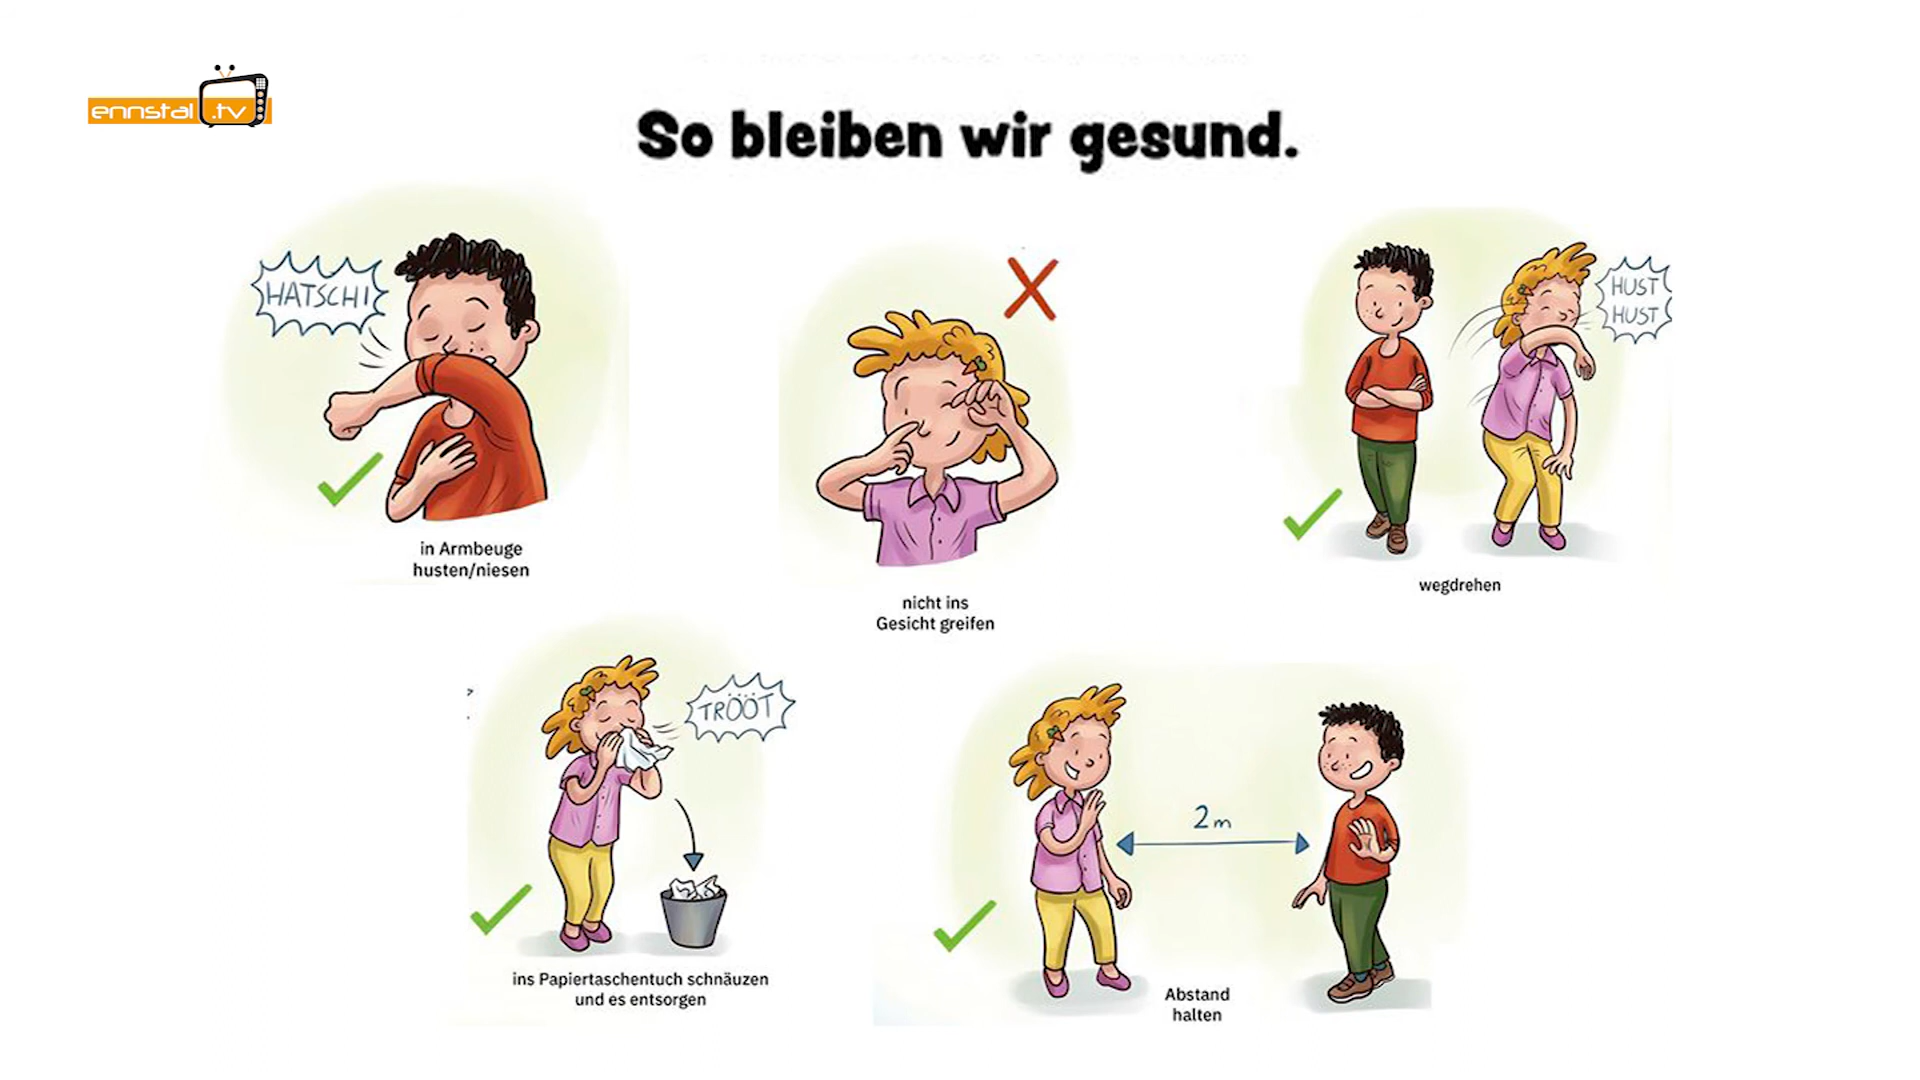 ennstal .tv
So bleiben wir gesund.
HATSCHI
in Armbeuge
husten/niesen
nicht ins
Gesicht greifen
HUST
HUST
wegdrehen
TRÖÖT
ins Papiertaschentuch schnäuzen
und es entsorgen
2m
Abstand
halten